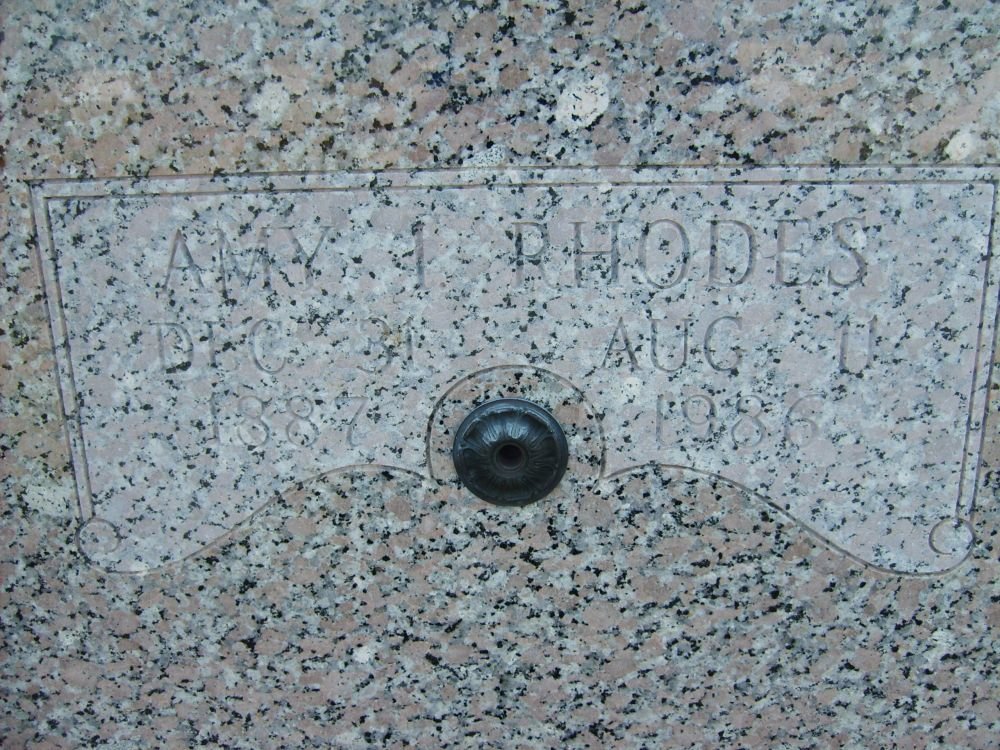 AMY I RHODES
DEC 31 AUG 11
1887 1986